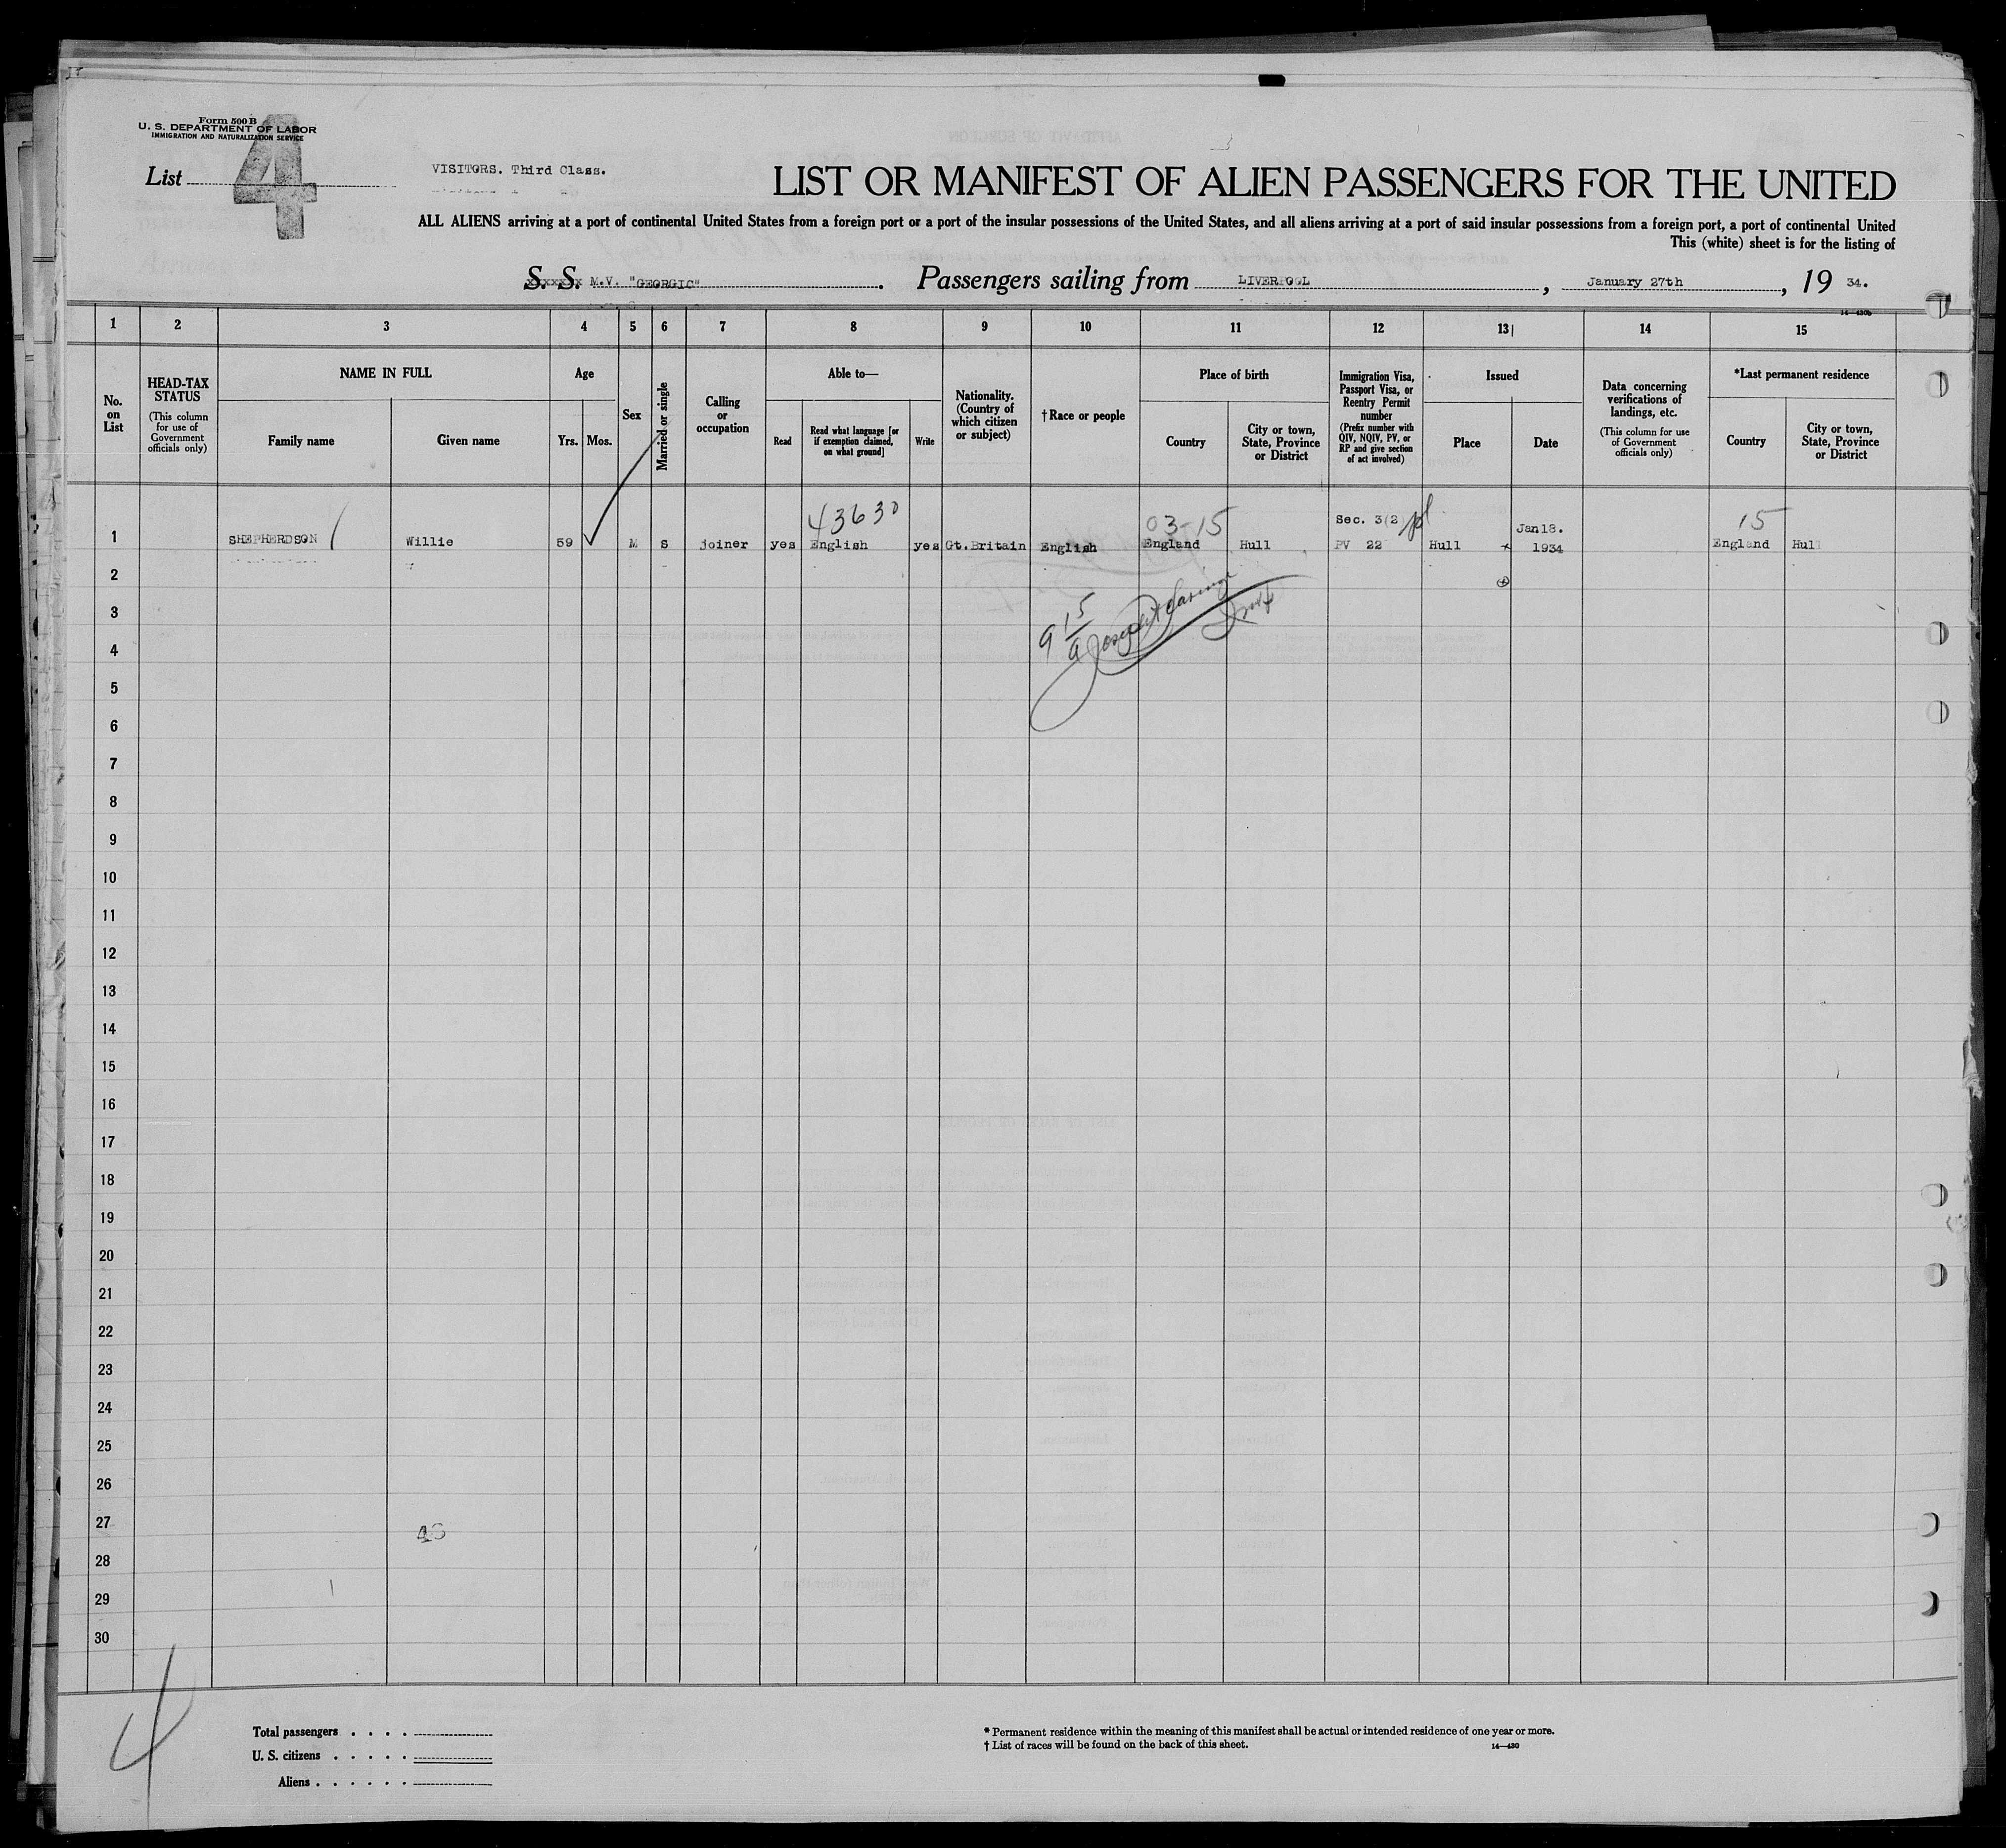 Form 500 B
U. S. DEPARTMENT OF LABOR
IMMIGRATION AND NATURALIZATION SERVICE
List 4
VISITORS. Third Class.
LIST OR MANIFEST OF ALIEN PASSENGERS FOR THE UNITED
ALL ALIENS arriving at a port of continental United States from a foreign port or a port of the insular possessions of the United States, and all aliens arriving at a port of said insular possessions from a foreign port, a port of continental United
This (white) sheet is for the listing of
S. S. M.V. "GEORGIC". Passengers sailing from LIVERPOOL, January 27th, 19 34.
14—430b
1 2 3 4 5 6 7 8 9 10 11 12 13 14 15
No. on List
HEAD-TAX STATUS
(This column for use of Government officials only)
NAME IN FULL
Family name
Given name
Age
Yrs.
Mos.
Sex
Married or single
Calling or occupation
Able to—
Read
Read what language [or if exemption claimed, on what ground]
Write
Nationality. (Country of which citizen or subject)
† Race or people
Place of birth
Country
City or town, State, Province or District
Immigration Visa, Passport Visa, or Reentry Permit number
(Prefix number with QIV, NQIV, PV, or RP and give section of act involved)
Issued
Place
Date
Data concerning verifications of landings, etc.
(This column for use of Government officials only)
*Last permanent residence
Country
City or town, State, Province or District
43630
03-15
Sec. 3(2)
Jan18.
15
1 SHEPHERDSON Willie 59 M S joiner yes English yes Gt.Britain English England Hull PV 22 Hull 1934 England Hull
2
3
4
5
6
7
8
9
10
11
12
13
14
15
16
17
18
19
20
21
22
23
24
25
26
27
28
29
30
4
Total passengers . . . .
U. S. citizens . . . . .
Aliens . . . . . .
* Permanent residence within the meaning of this manifest shall be actual or intended residence of one year or more.
† List of races will be found on the back of this sheet.
14—430